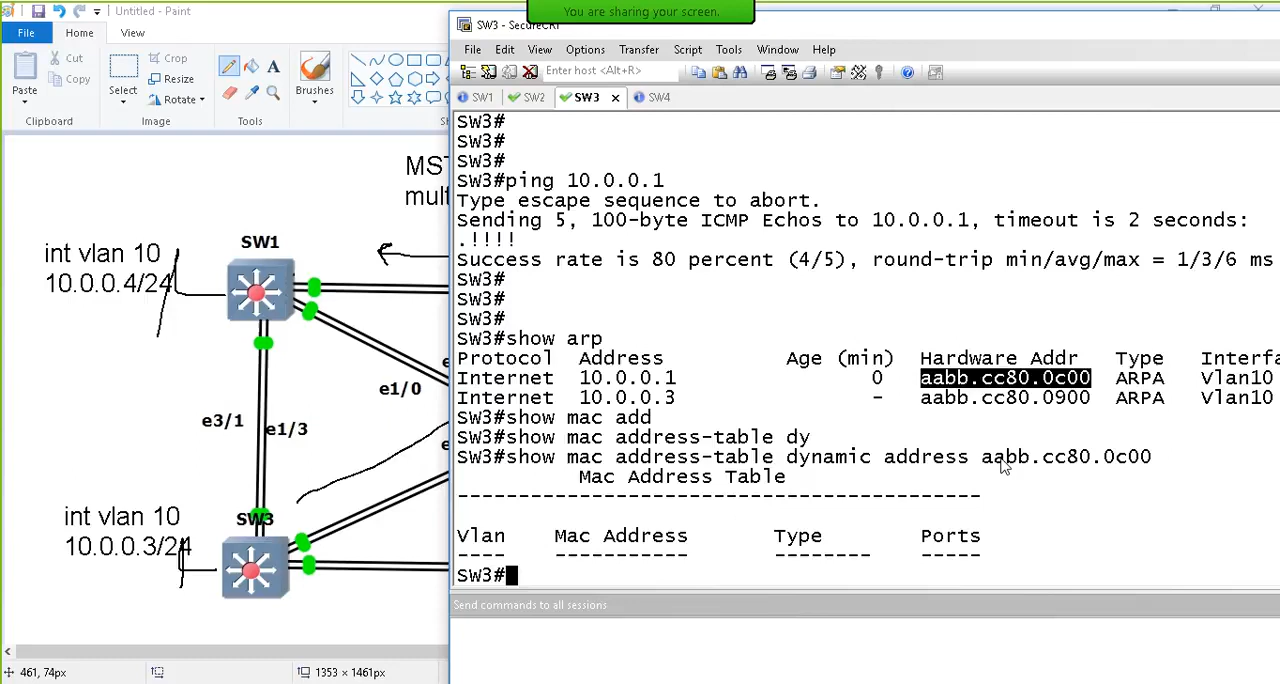 You are sharing your screen.
Untitled - Paint
File Home View
Paste
Cut
Copy
Clipboard
Select
Crop
Resize
Rotate
Image
Tools
Brushes
MST
mult
int vlan 10
10.0.0.4/24
SW1
e1/0
e3/1
e1/3
int vlan 10
10.0.0.3/24
SW3
461, 74px
1353 × 1461px
SW3 - SecureCRT
File Edit View Options Transfer Script Tools Window Help
Enter host <Alt+R>
SW1 SW2 SW3 SW4
SW3#
SW3#
SW3#
SW3#ping 10.0.0.1
Type escape sequence to abort.
Sending 5, 100-byte ICMP Echos to 10.0.0.1, timeout is 2 seconds:
.!!!!
Success rate is 80 percent (4/5), round-trip min/avg/max = 1/3/6 ms
SW3#
SW3#
SW3#
SW3#show arp
Protocol Address Age (min) Hardware Addr Type Interfa
Internet 10.0.0.1 0 aabb.cc80.0c00 ARPA Vlan10
Internet 10.0.0.3 - aabb.cc80.0900 ARPA Vlan10
SW3#show mac add
SW3#show mac address-table dy
SW3#show mac address-table dynamic address aabb.cc80.0c00
Mac Address Table
-------------------------------------------
Vlan Mac Address Type Ports
---- ----------- -------- -----
SW3#
Send commands to all sessions